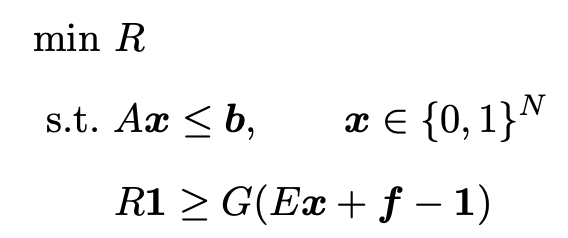 min R
s.t. Ax ≤ b, x ∈ {0, 1}^N
R1 ≥ G(Ex + f − 1)